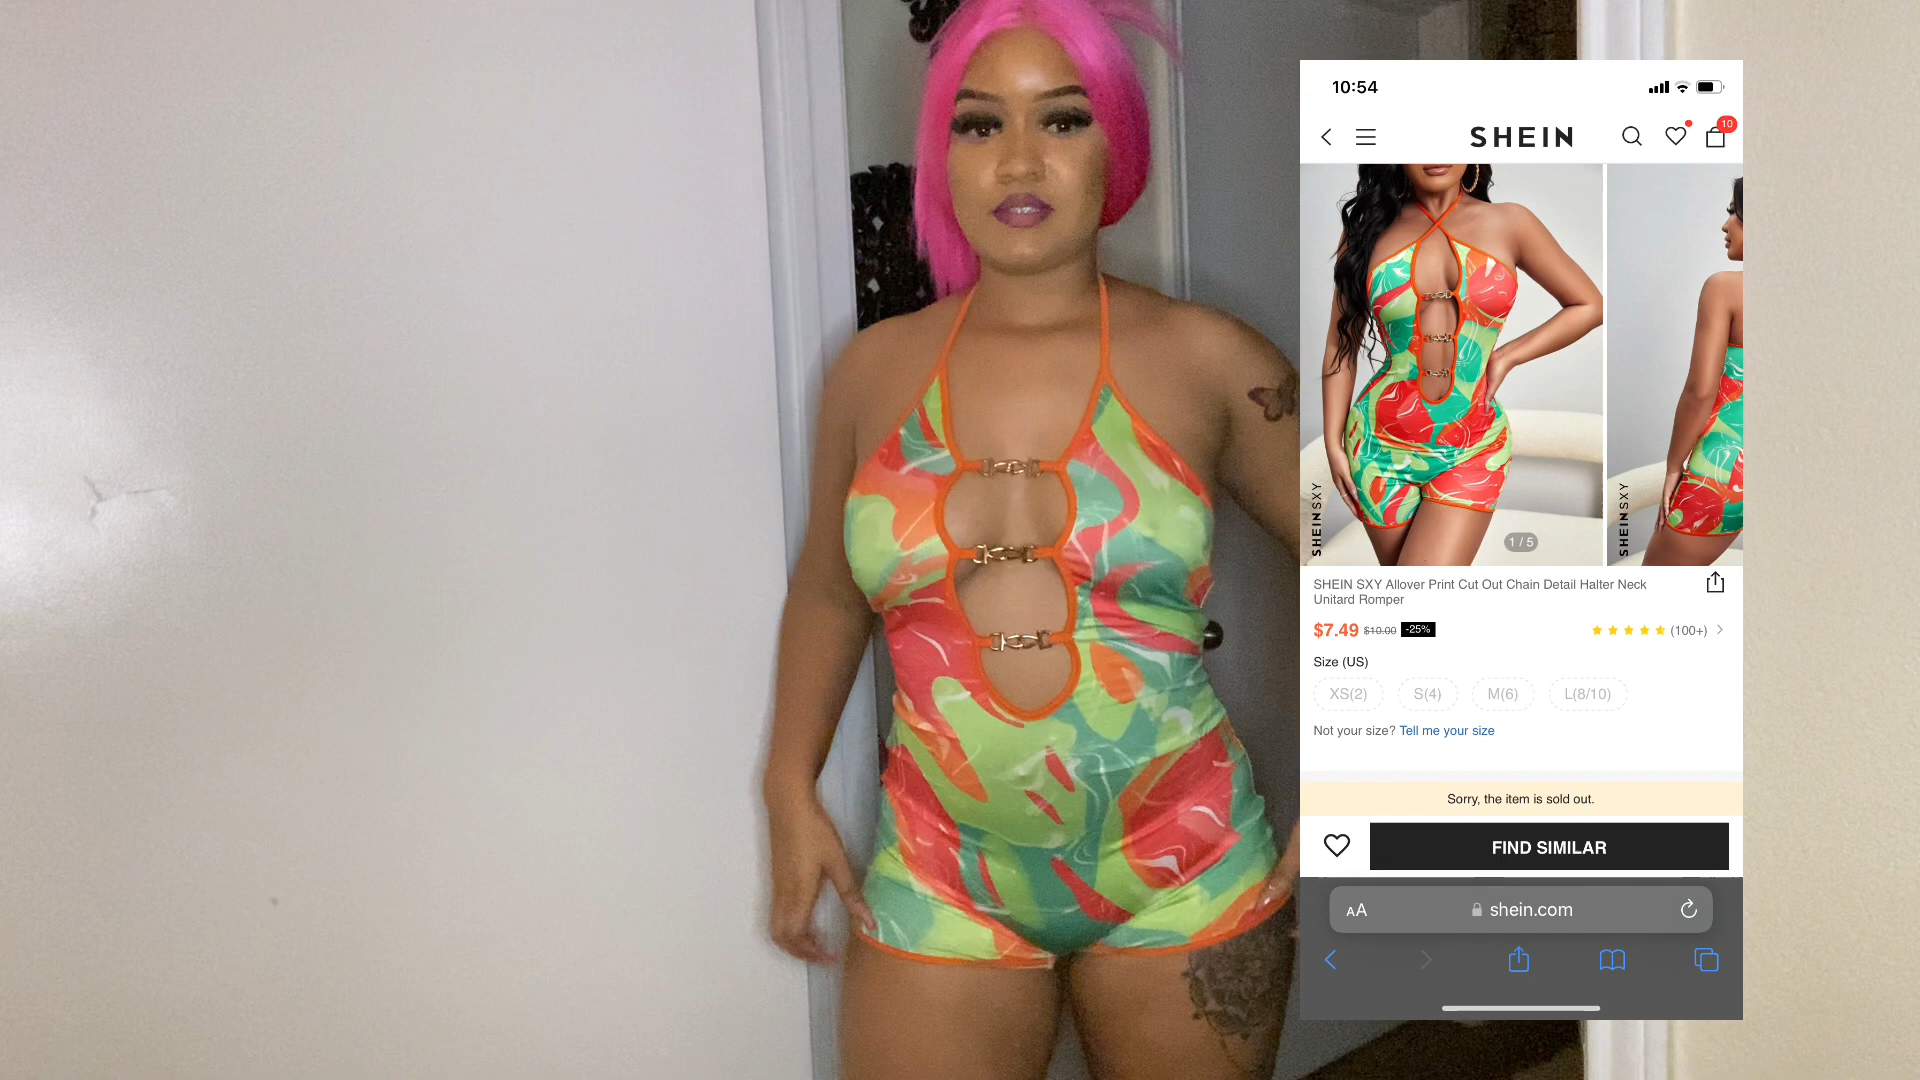 10:54
SHEIN
10
SHEINSXY
SHEINSXY
1 / 5
SHEIN SXY Allover Print Cut Out Chain Detail Halter Neck
Unitard Romper
$7.49 $10.00 -25%
(100+)
Size (US)
XS(2) S(4) M(6) L(8/10)
Not your size? Tell me your size
Sorry, the item is sold out.
FIND SIMILAR
AA shein.com